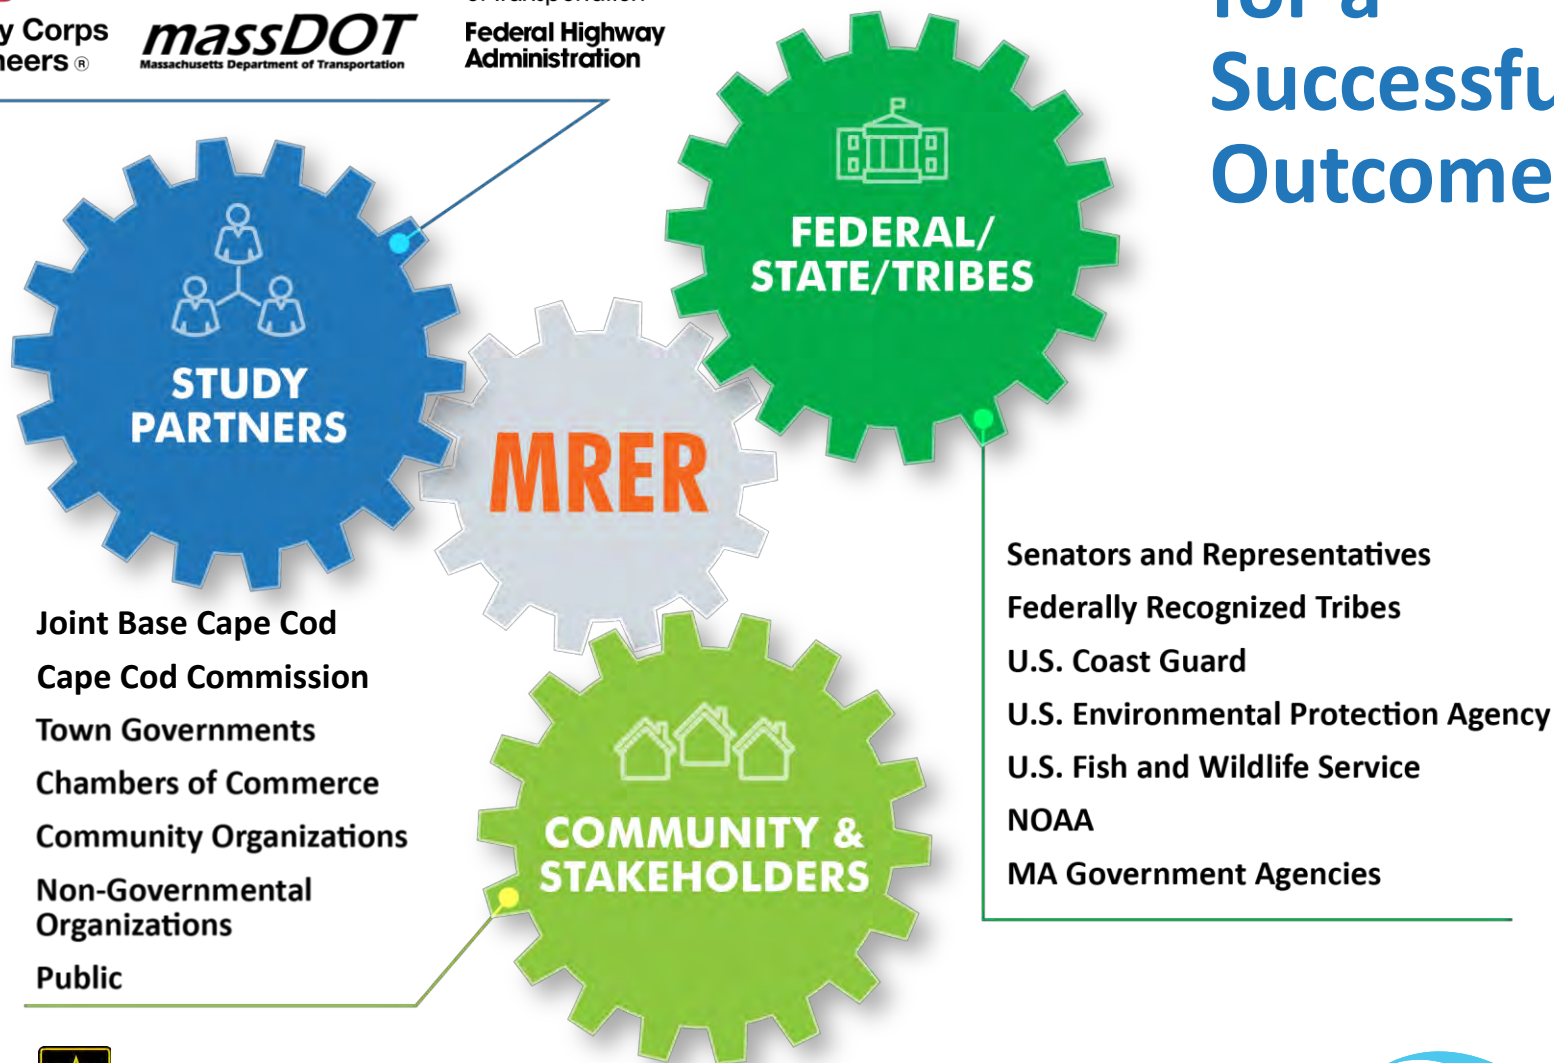 Corps
massDOT
Massachusetts Department of Transportation
Federal Highway
Administration
for a
Successfu
Outcome
FEDERAL/
STATE/TRIBES
STUDY
PARTNERS
MRER
Senators and Representatives
Federally Recognized Tribes
U.S. Coast Guard
U.S. Environmental Protection Agency
U.S. Fish and Wildlife Service
NOAA
MA Government Agencies
Joint Base Cape Cod
Cape Cod Commission
Town Governments
Chambers of Commerce
Community Organizations
Non-Governmental
Organizations
Public
COMMUNITY &
STAKEHOLDERS